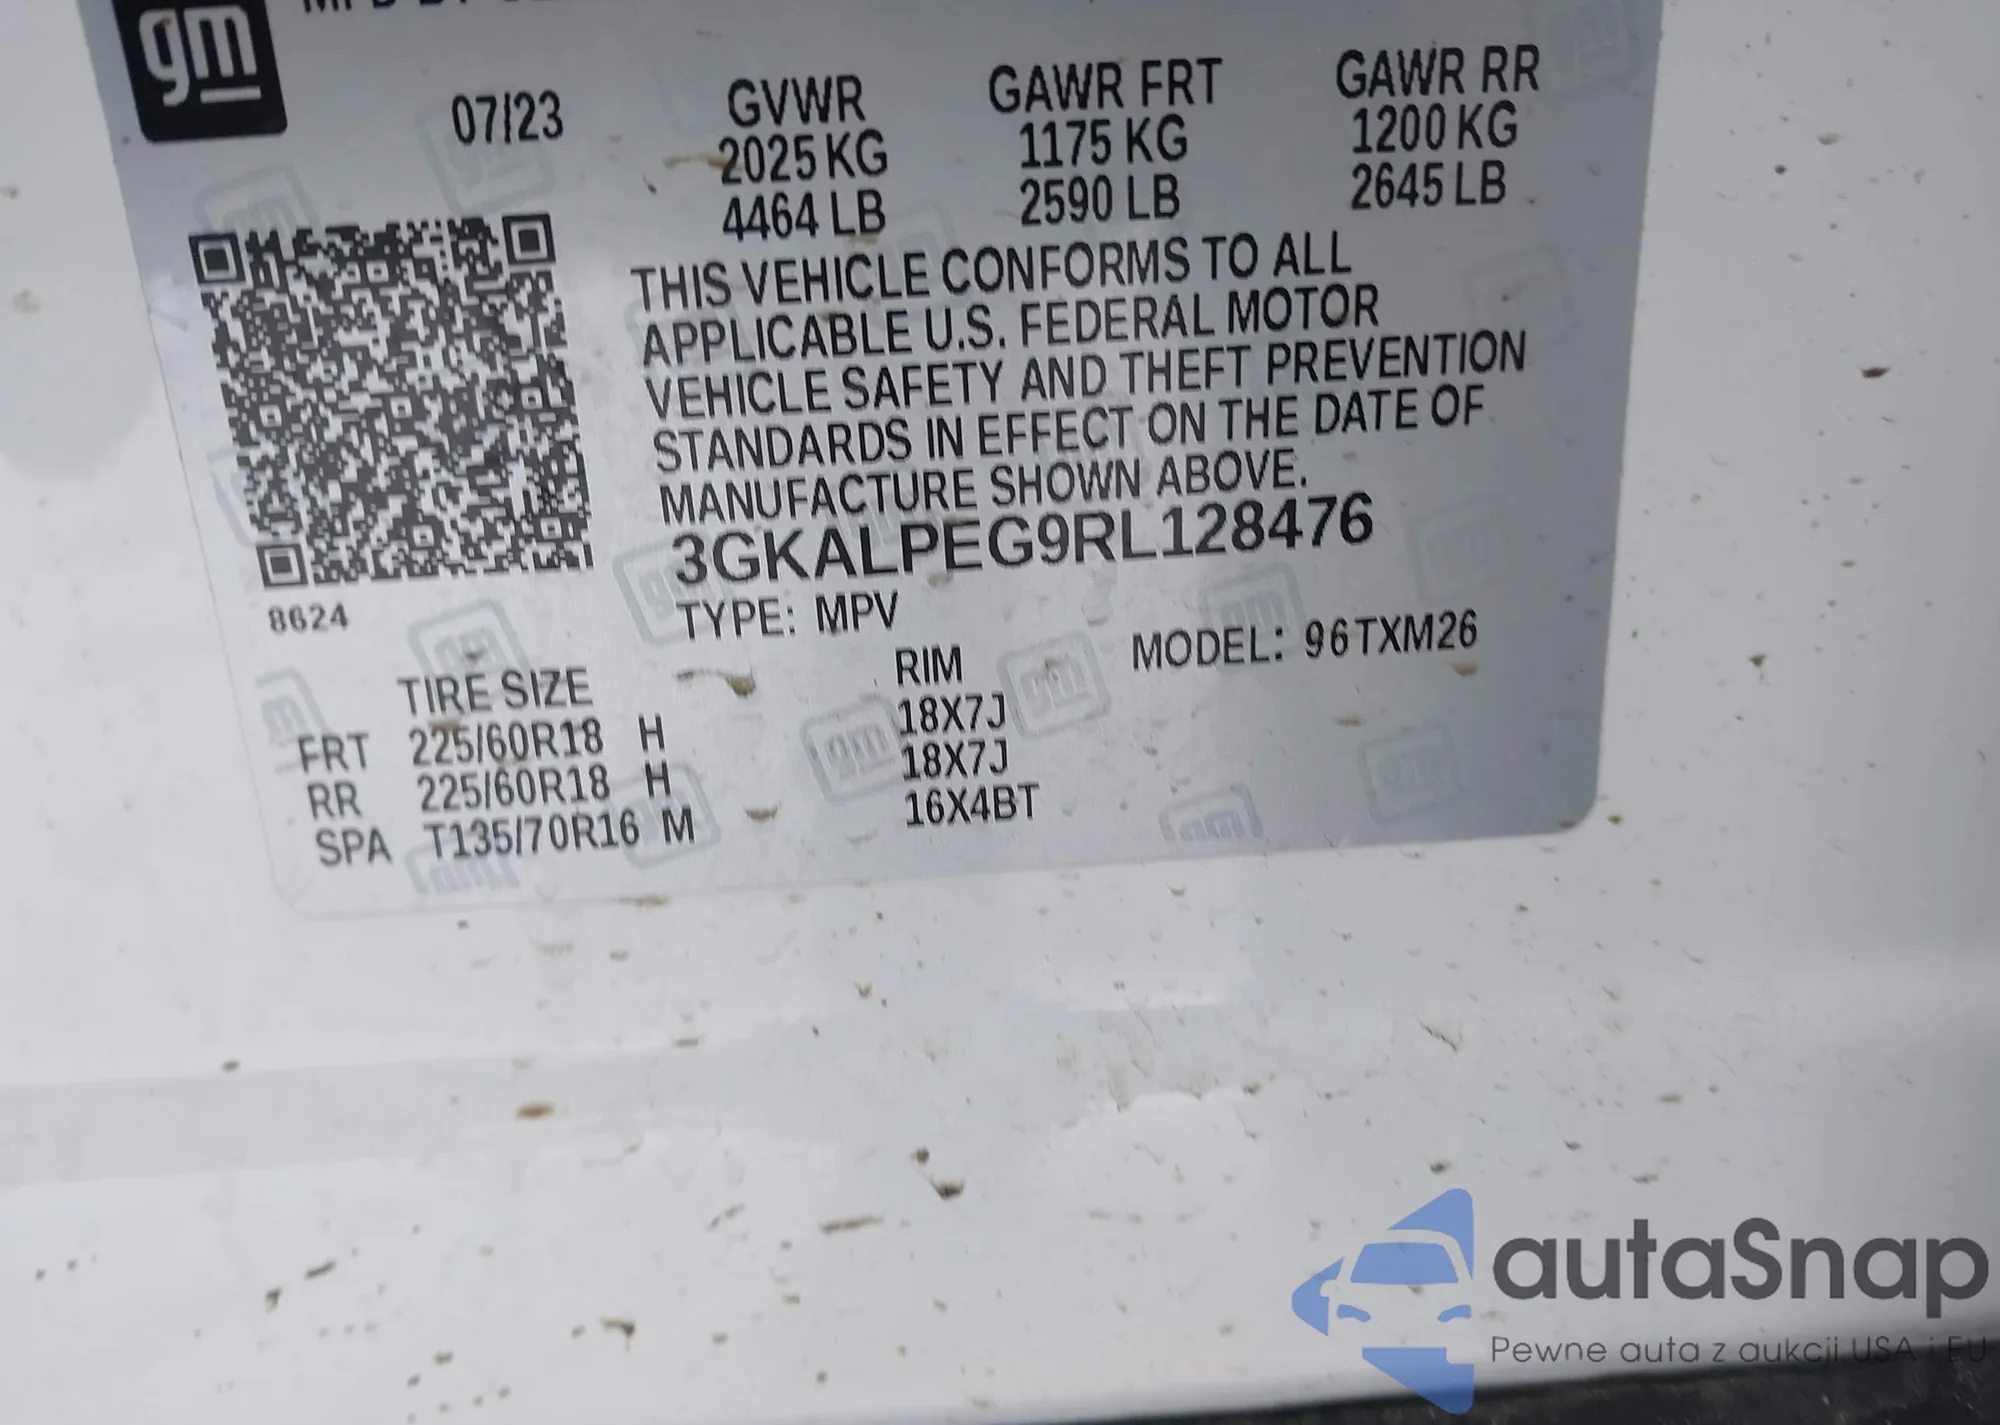 gm
07/23
GVWR
2025 KG
4464 LB
GAWR FRT
1175 KG
2590 LB
GAWR RR
1200 KG
2645 LB
THIS VEHICLE CONFORMS TO ALL
APPLICABLE U.S. FEDERAL MOTOR
VEHICLE SAFETY AND THEFT PREVENTION
STANDARDS IN EFFECT ON THE DATE OF
MANUFACTURE SHOWN ABOVE.
3GKALPEG9RL128476
TYPE: MPV
MODEL: 96TXM26
8624
TIRE SIZE RIM
FRT 225/60R18 H 18X7J
RR 225/60R18 H 18X7J
SPA T135/70R16 M 16X4BT
autaSnap
Pewne auta z aukcji USA i EU